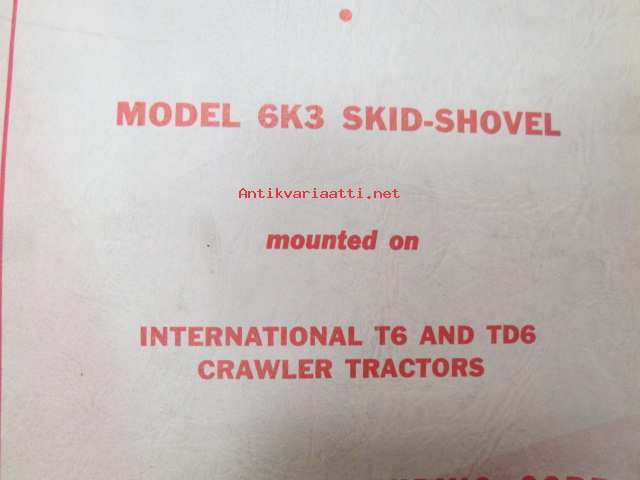 MODEL 6K3 SKID-SHOVEL
Antikvariaatti.net
mounted on
INTERNATIONAL T6 AND TD6
CRAWLER TRACTORS